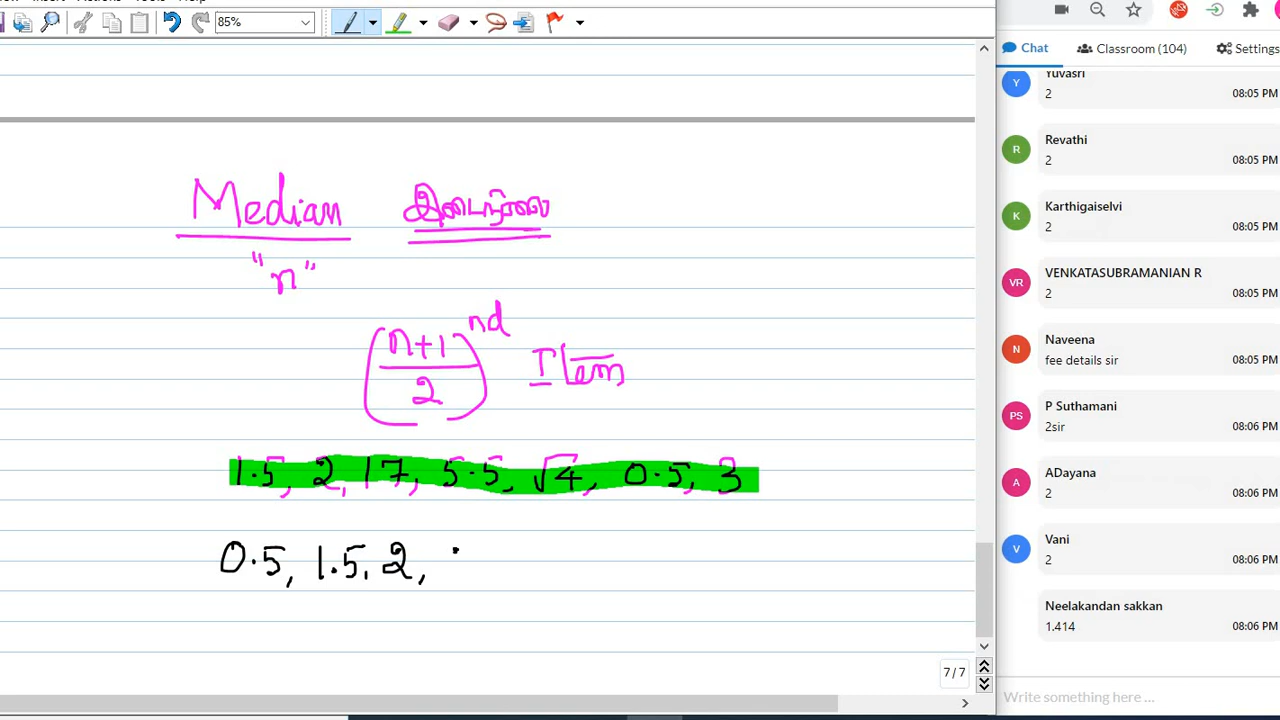 85%
Chat
Classroom (104)
Settings
Yuvasri
2
08:05 PM
Revathi
2
08:05 PM
Karthigaiselvi
2
08:05 PM
VENKATASUBRAMANIAN R
2
08:05 PM
Naveena
fee details sir
08:05 PM
P Suthamani
2sir
08:06 PM
ADayana
2
08:06 PM
Vani
2
08:06 PM
Neelakandan sakkan
1.414
08:06 PM
Write something here ...
Median இடைநிலை
"n"
(n+1/2)nd Item
1.5, 2, 17, 5.5, √4, 0.5, 3
0.5, 1.5, 2,
7/7